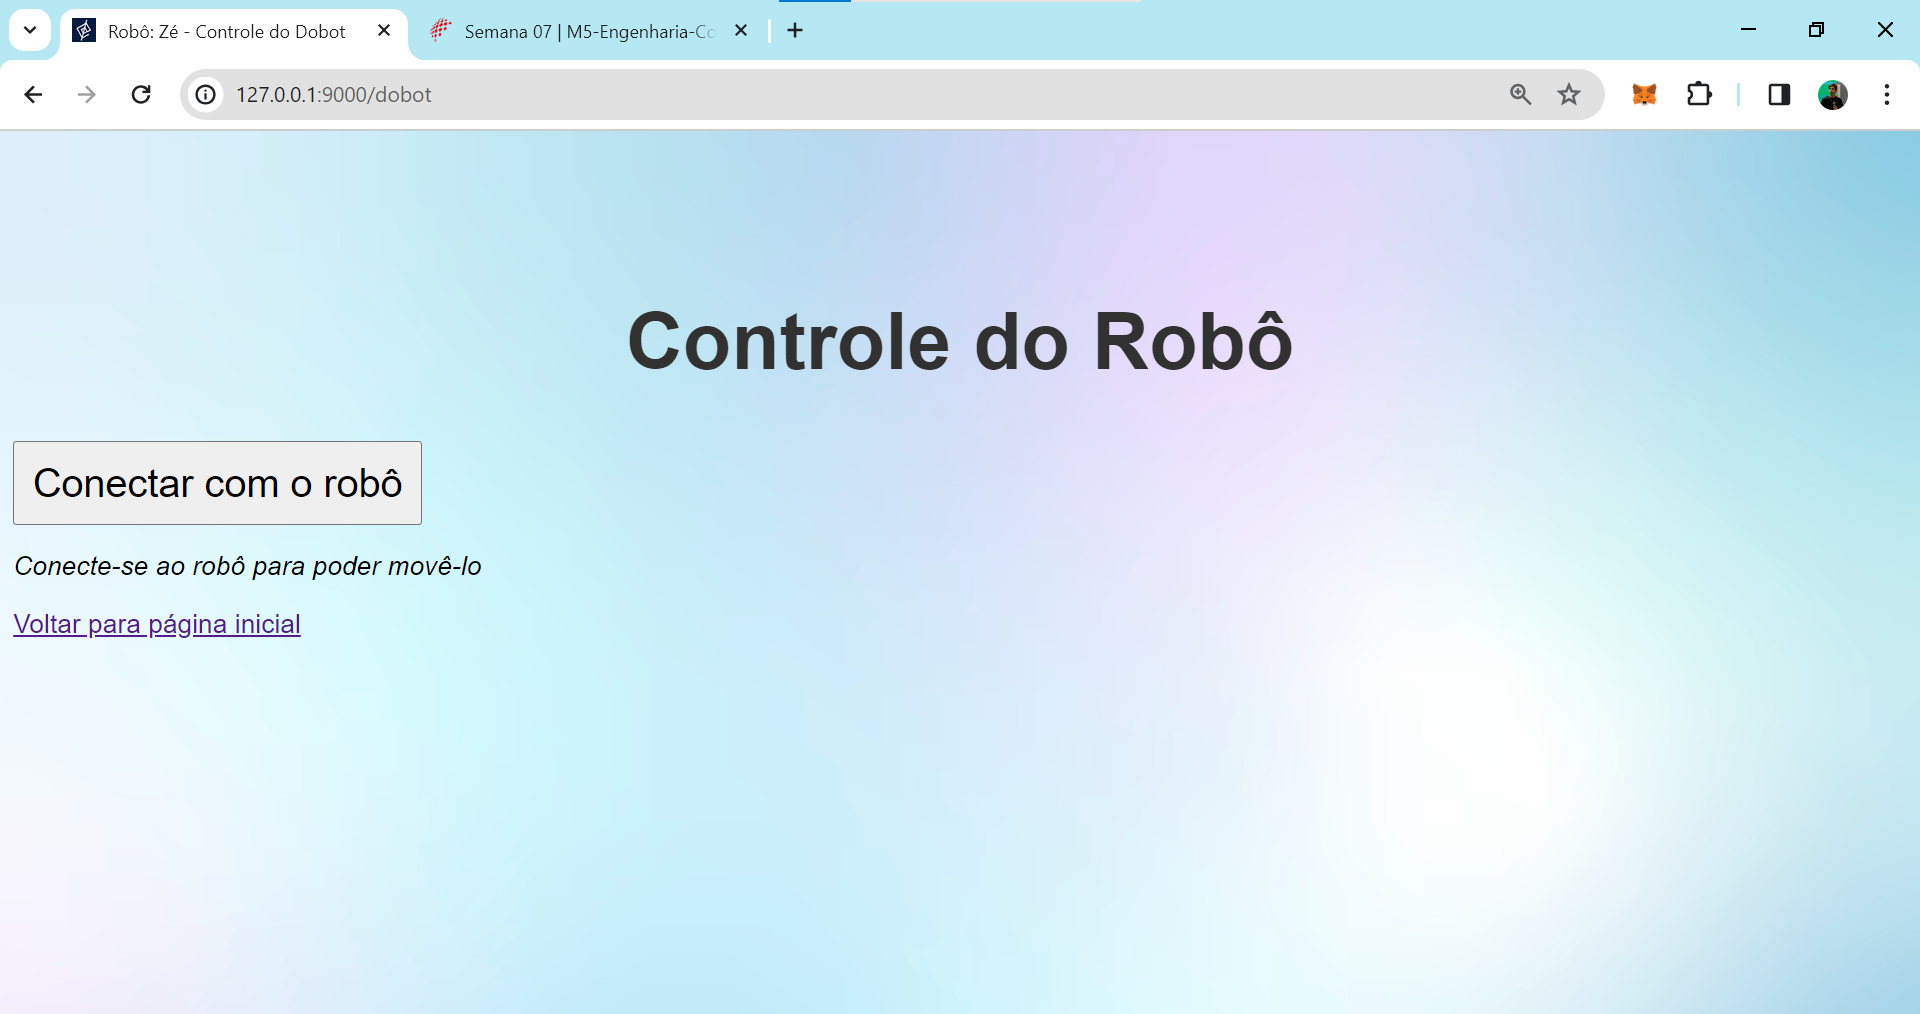 Robô: Zé - Controle do Dobot
Semana 07 | M5-Engenharia-Co
127.0.0.1:9000/dobot
Controle do Robô
Conectar com o robô
Conecte-se ao robô para poder movê-lo
Voltar para página inicial